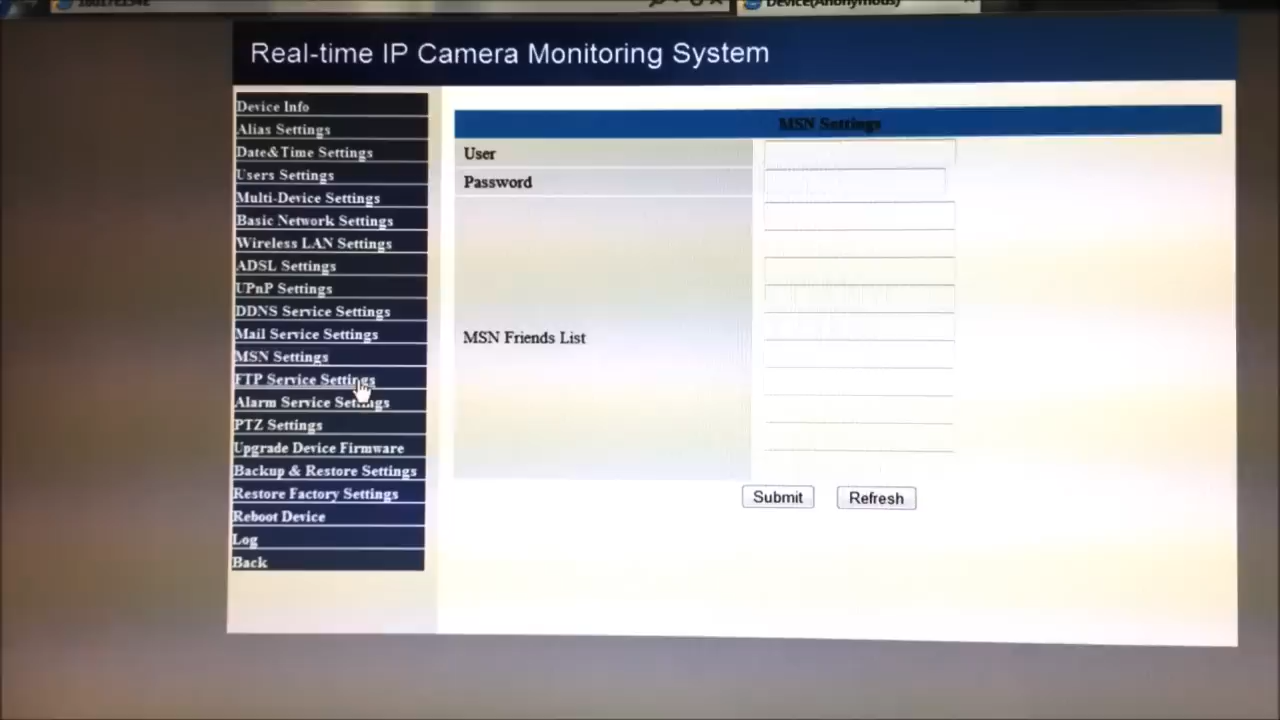 Device(Anonymous)
Real-time IP Camera Monitoring System
Device Info
Alias Settings
Date&Time Settings
Users Settings
Multi-Device Settings
Basic Network Settings
Wireless LAN Settings
ADSL Settings
UPnP Settings
DDNS Service Settings
Mail Service Settings
MSN Settings
FTP Service Settings
Alarm Service Settings
PTZ Settings
Upgrade Device Firmware
Backup & Restore Settings
Restore Factory Settings
Reboot Device
Log
Back
MSN Settings
User
Password
MSN Friends List
Submit
Refresh